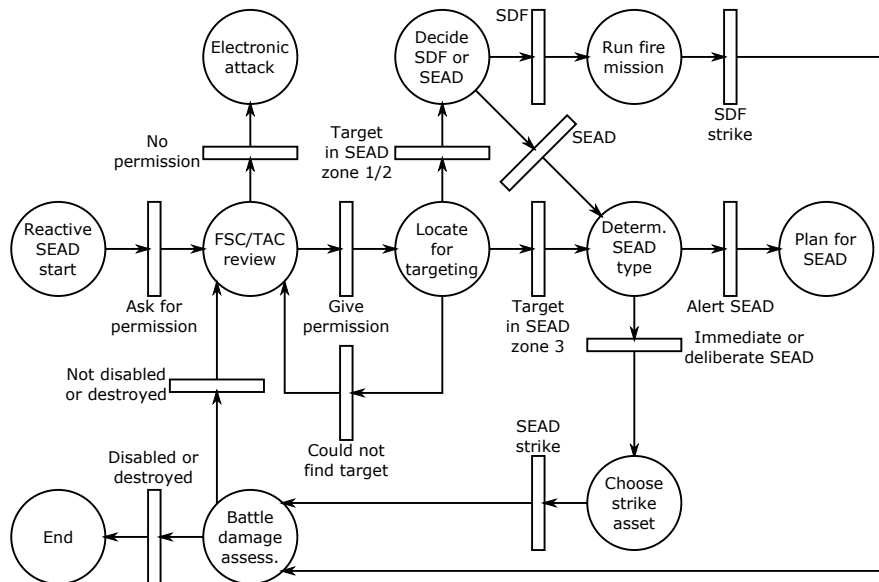 Electronic
attack
Decide
SDF or
SEAD
SDF
Run fire
mission
SDF
strike
No
permission
Target
in SEAD
zone 1/2
SEAD
Reactive
SEAD
start
Ask for
permission
FSC/TAC
review
Give
permission
Locate
for
targeting
Target
in SEAD
zone 3
Determ.
SEAD
type
Alert SEAD
Plan for
SEAD
Immediate or
deliberate SEAD
Not disabled
or destroyed
Could not
find target
SEAD
strike
Disabled or
destroyed
End
Battle
damage
assess.
Choose
strike
asset